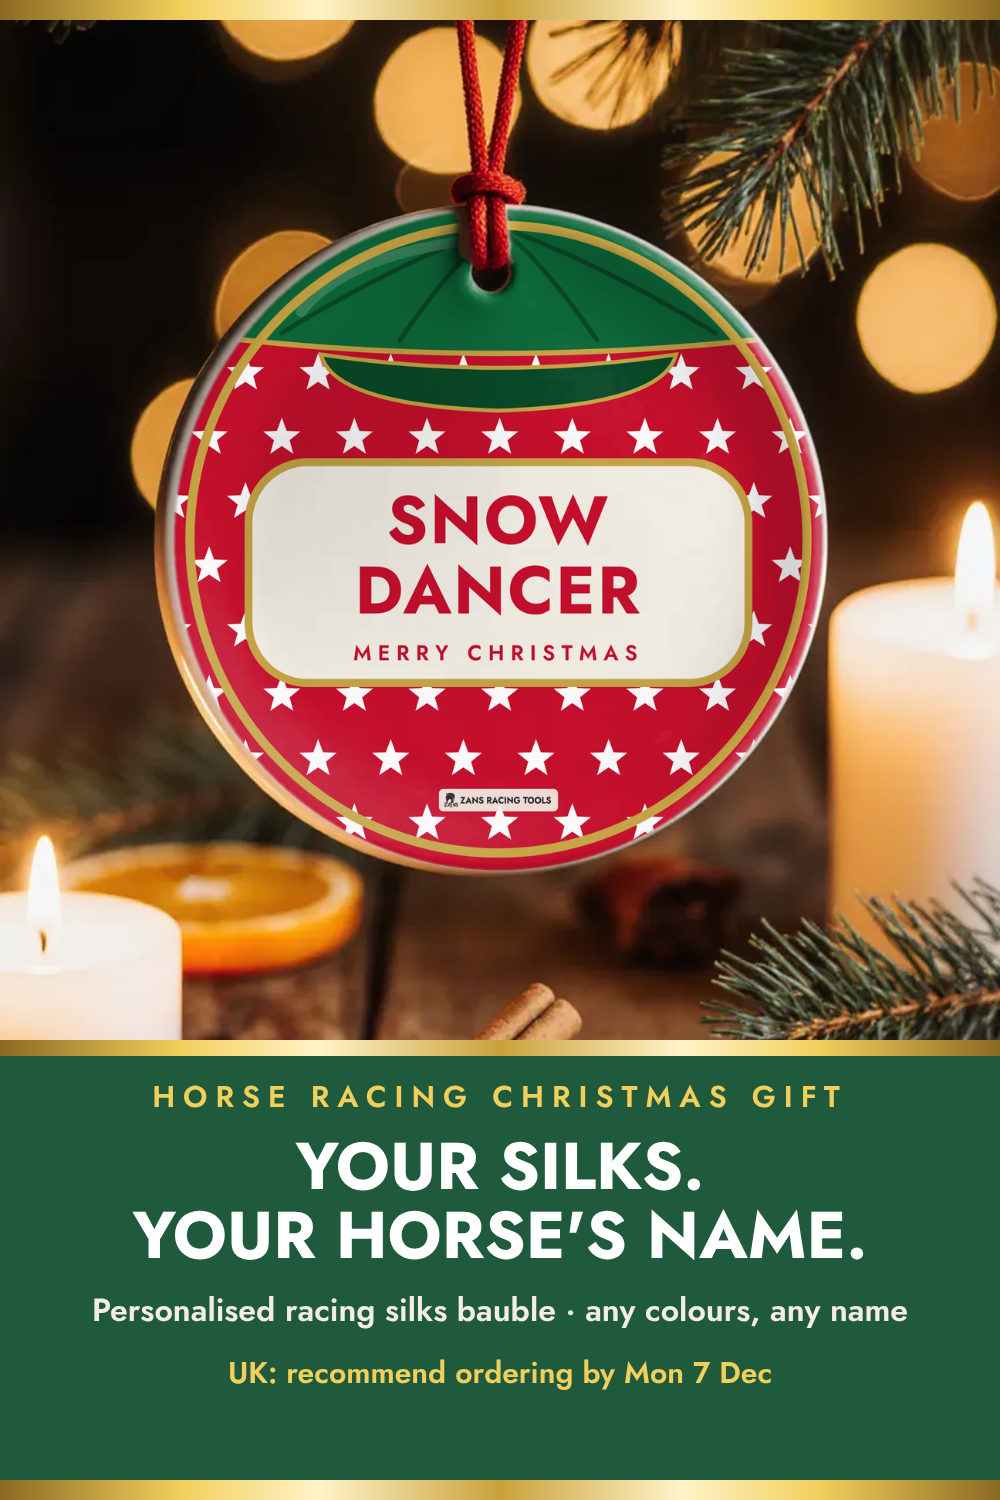 SNOW
DANCER
MERRY CHRISTMAS
ZANS RACING TOOLS
HORSE RACING CHRISTMAS GIFT
YOUR SILKS.
YOUR HORSE'S NAME.
Personalised racing silks bauble · any colours, any name
UK: recommend ordering by Mon 7 Dec